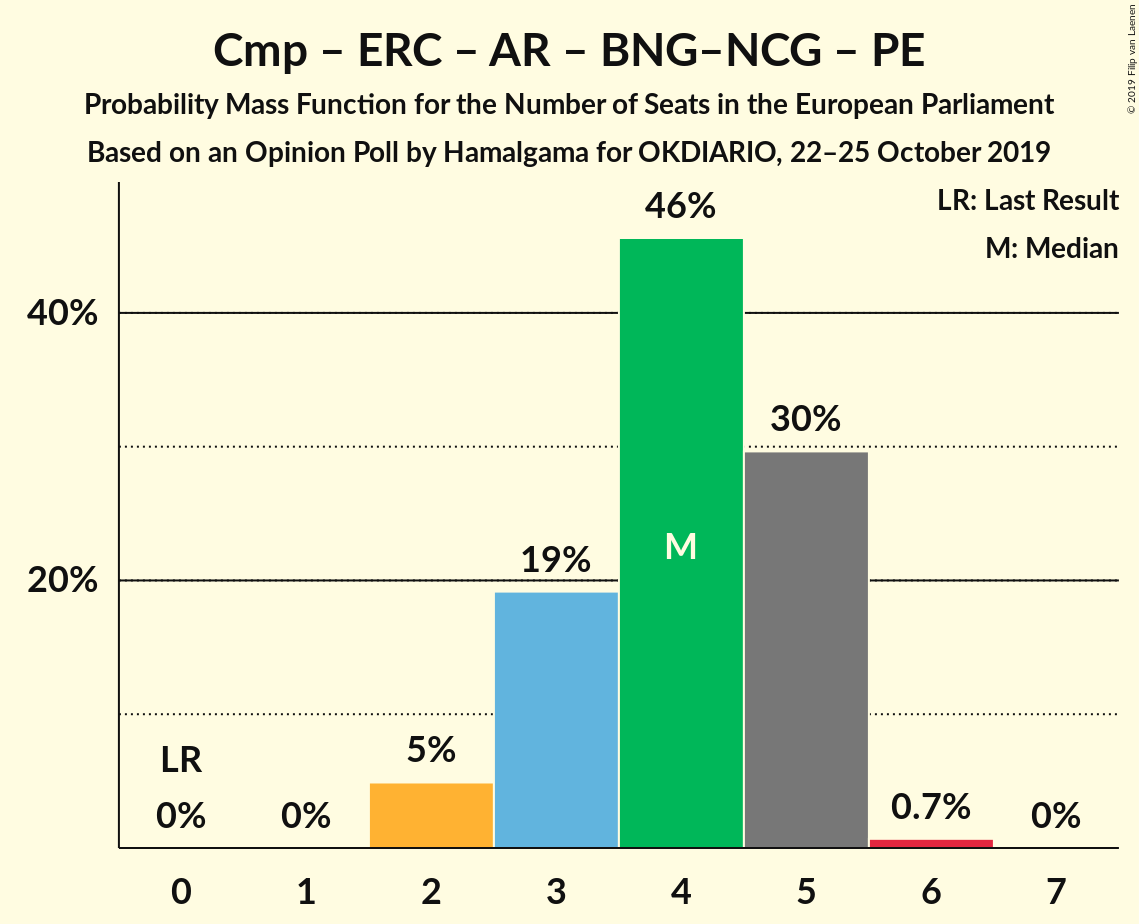 Cmp – ERC – AR – BNG–NCG – PE
Probability Mass Function for the Number of Seats in the European Parliament
Based on an Opinion Poll by Hamalgama for OKDIARIO, 22–25 October 2019
© 2019 Filip van Laenen
LR: Last Result
M: Median
46%
40%
30%
M
19%
20%
5%
LR
0%
0%
0.7%
0%
0
1
2
3
4
5
6
7